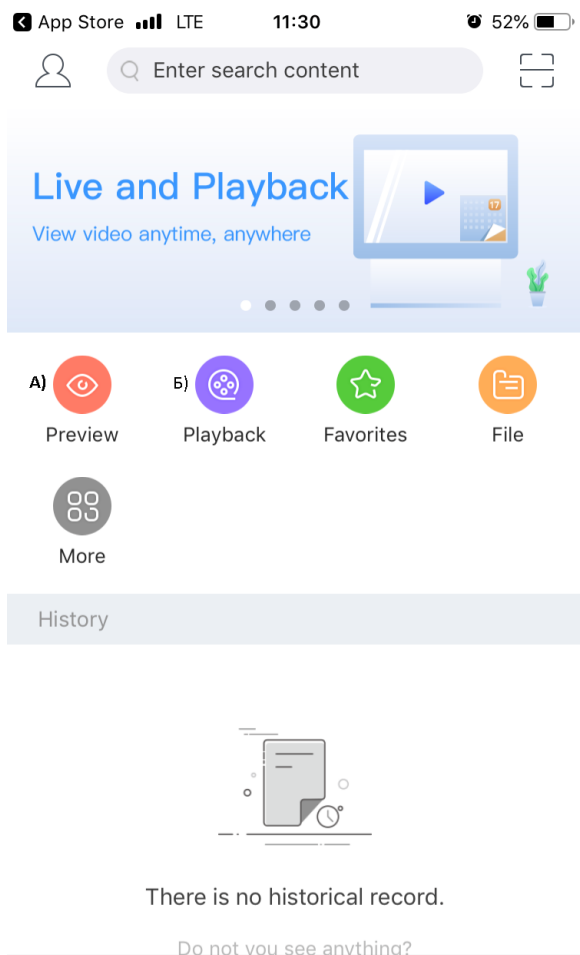 App Store LTE 11:30 52%
Enter search content
Live and Playback
View video anytime, anywhere
17
А) Б)
Preview Playback Favorites File
More
History
There is no historical record.
Do not you see anything?